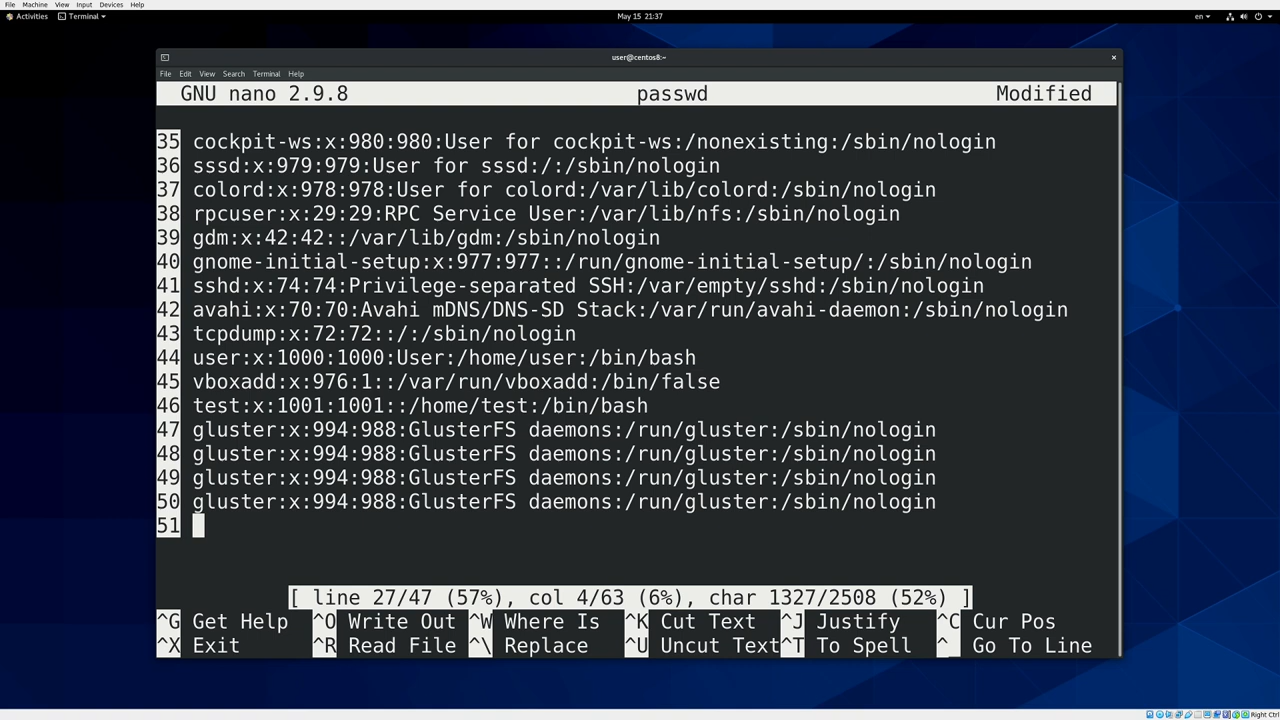 File Machine View Input Devices Help
Activities Terminal May 15 21:37 en
user@centos8:~
File Edit View Search Terminal Help
GNU nano 2.9.8 passwd Modified
35 cockpit-ws:x:980:980:User for cockpit-ws:/nonexisting:/sbin/nologin
36 sssd:x:979:979:User for sssd:/:/sbin/nologin
37 colord:x:978:978:User for colord:/var/lib/colord:/sbin/nologin
38 rpcuser:x:29:29:RPC Service User:/var/lib/nfs:/sbin/nologin
39 gdm:x:42:42::/var/lib/gdm:/sbin/nologin
40 gnome-initial-setup:x:977:977::/run/gnome-initial-setup/:/sbin/nologin
41 sshd:x:74:74:Privilege-separated SSH:/var/empty/sshd:/sbin/nologin
42 avahi:x:70:70:Avahi mDNS/DNS-SD Stack:/var/run/avahi-daemon:/sbin/nologin
43 tcpdump:x:72:72::/:/sbin/nologin
44 user:x:1000:1000:User:/home/user:/bin/bash
45 vboxadd:x:976:1::/var/run/vboxadd:/bin/false
46 test:x:1001:1001::/home/test:/bin/bash
47 gluster:x:994:988:GlusterFS daemons:/run/gluster:/sbin/nologin
48 gluster:x:994:988:GlusterFS daemons:/run/gluster:/sbin/nologin
49 gluster:x:994:988:GlusterFS daemons:/run/gluster:/sbin/nologin
50 gluster:x:994:988:GlusterFS daemons:/run/gluster:/sbin/nologin
51
[ line 27/47 (57%), col 4/63 (6%), char 1327/2508 (52%) ]
^G Get Help ^O Write Out ^W Where Is ^K Cut Text ^J Justify ^C Cur Pos
^X Exit ^R Read File ^\ Replace ^U Uncut Text ^T To Spell ^_ Go To Line
Right Ctrl